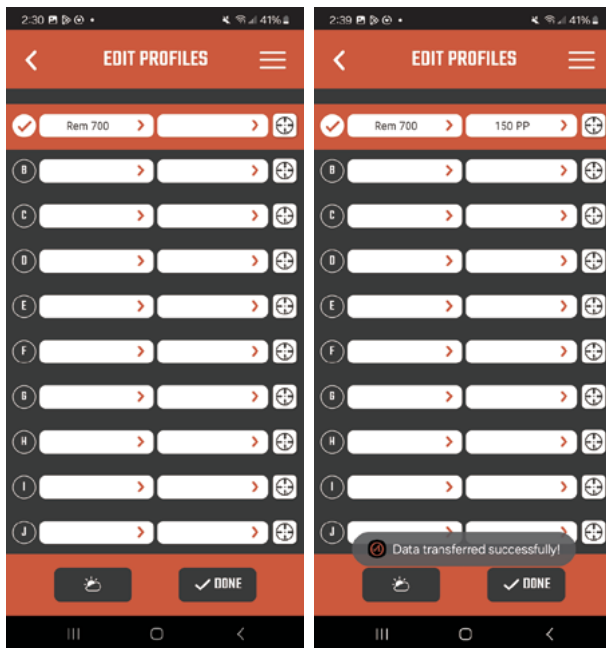 2:30 41%
EDIT PROFILES
Rem 700
B
C
D
E
F
G
H
I
J
DONE
2:39 41%
EDIT PROFILES
Rem 700 150 PP
B
C
D
E
F
G
H
I
J
Data transferred successfully!
DONE